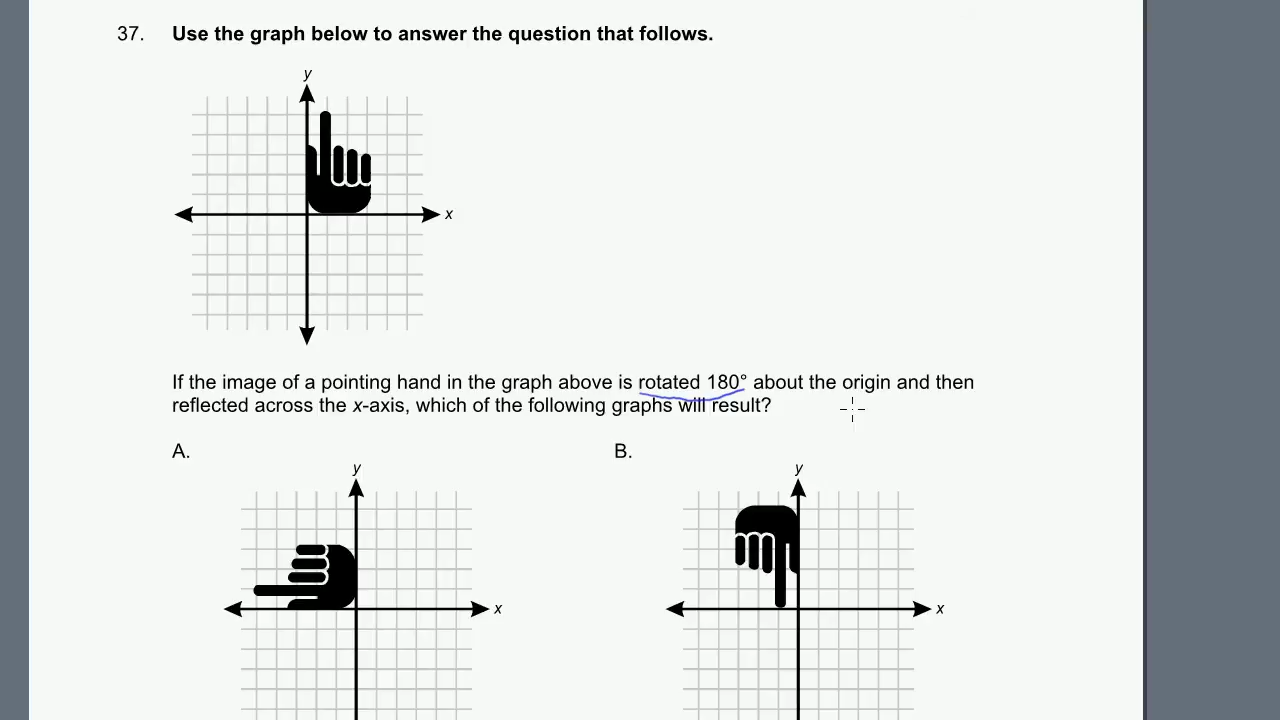 37. Use the graph below to answer the question that follows.
y
x
If the image of a pointing hand in the graph above is rotated 180° about the origin and then
reflected across the x-axis, which of the following graphs will result?
A. B.
y y
x x